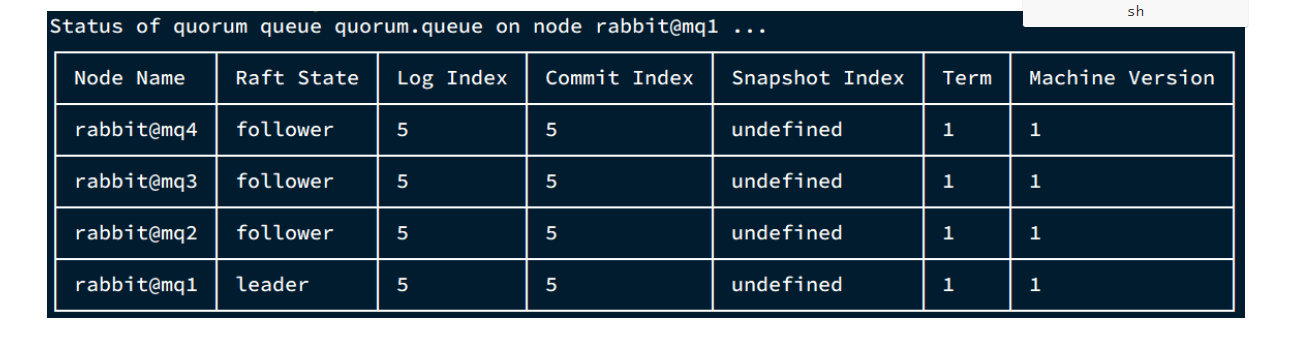 sh
Status of quorum queue quorum.queue on node rabbit@mq1 ...
Node Name Raft State Log Index Commit Index Snapshot Index Term Machine Version
rabbit@mq4 follower 5 5 undefined 1 1
rabbit@mq3 follower 5 5 undefined 1 1
rabbit@mq2 follower 5 5 undefined 1 1
rabbit@mq1 leader 5 5 undefined 1 1